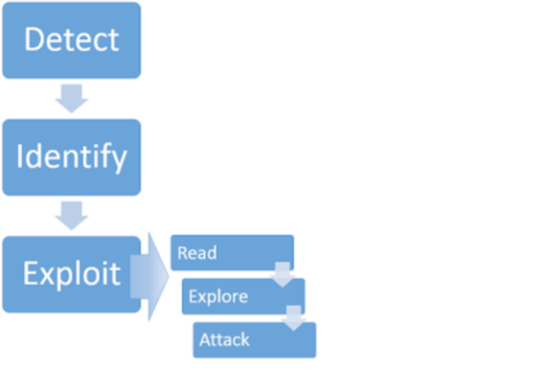 Detect
Identify
Exploit
Read
Explore
Attack